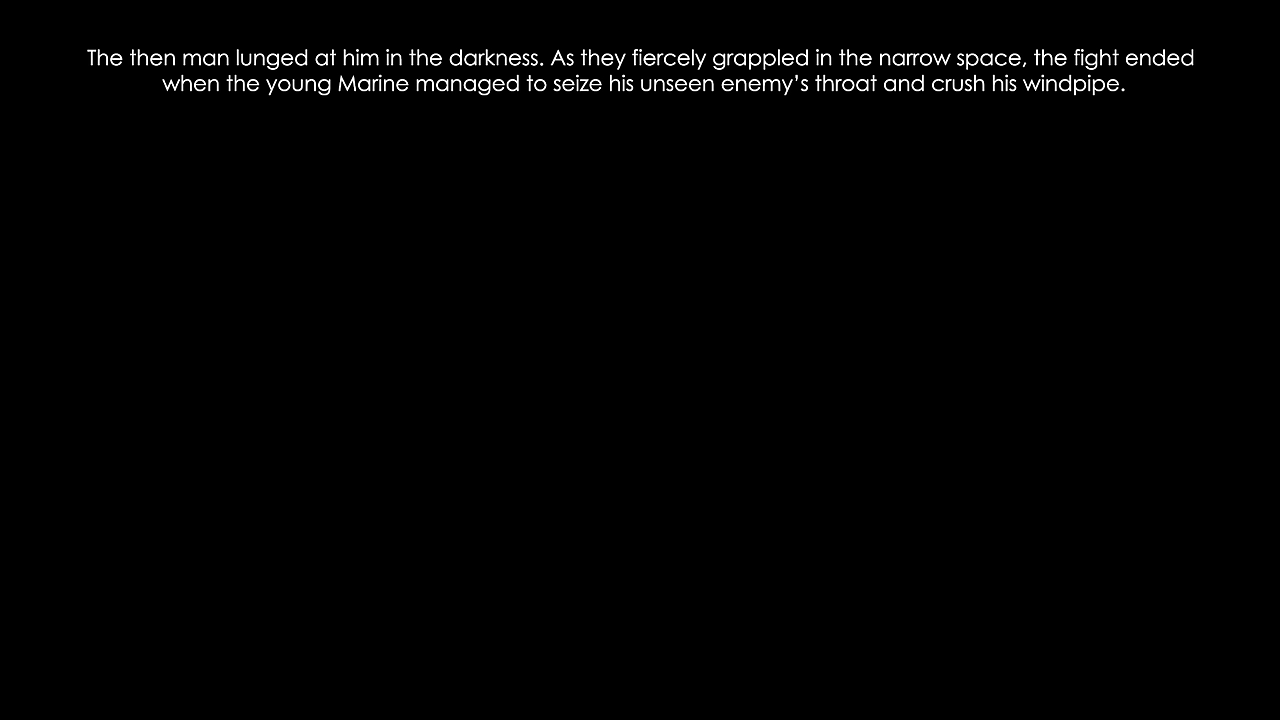 The then man lunged at him in the darkness. As they fiercely grappled in the narrow space, the fight ended
when the young Marine managed to seize his unseen enemy’s throat and crush his windpipe.